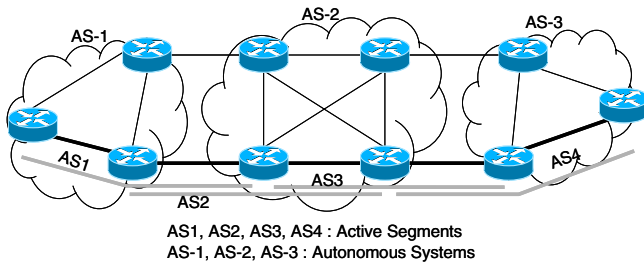 AS-1
AS-2
AS-3
AS1
AS2
AS3
AS4
AS1, AS2, AS3, AS4 : Active Segments
AS-1, AS-2, AS-3 : Autonomous Systems